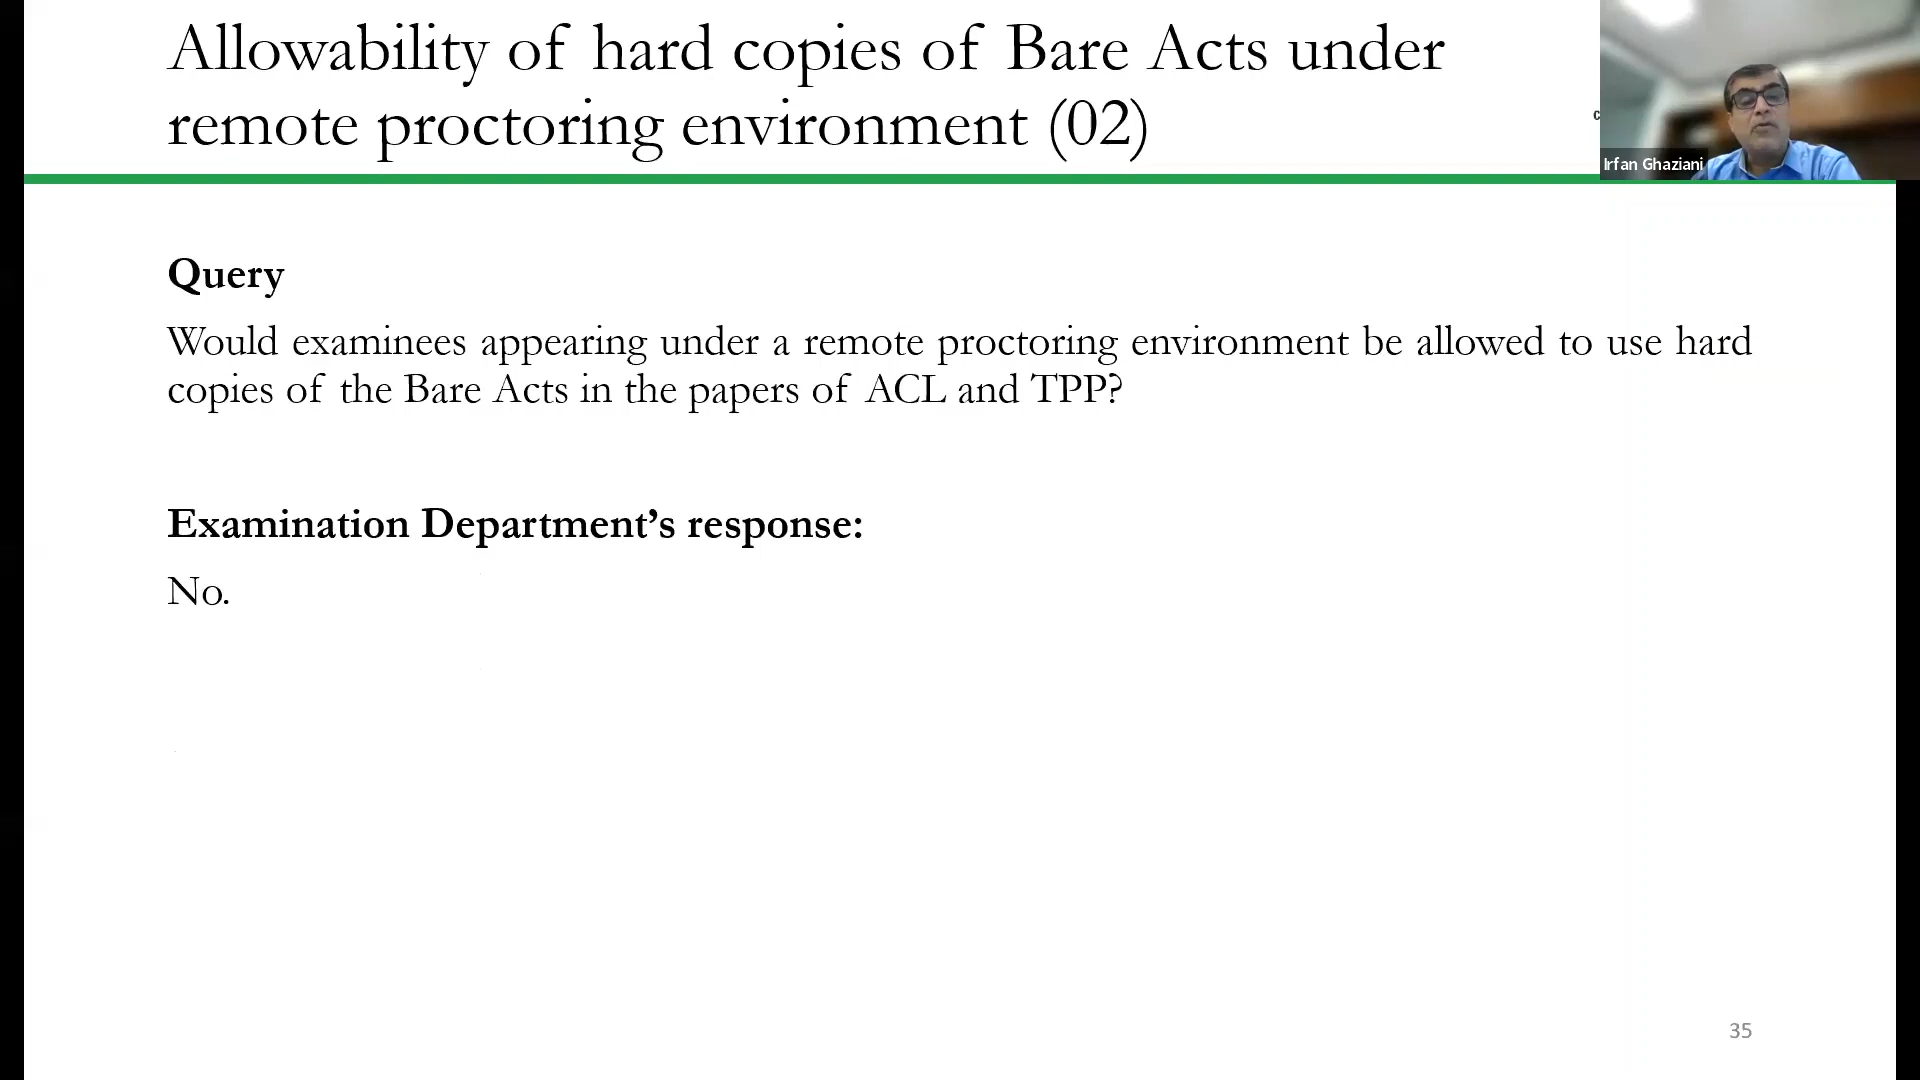 Allowability of hard copies of Bare Acts under
remote proctoring environment (02)
Irfan Ghaziani
Query
Would examinees appearing under a remote proctoring environment be allowed to use hard
copies of the Bare Acts in the papers of ACL and TPP?
Examination Department’s response:
No.
35